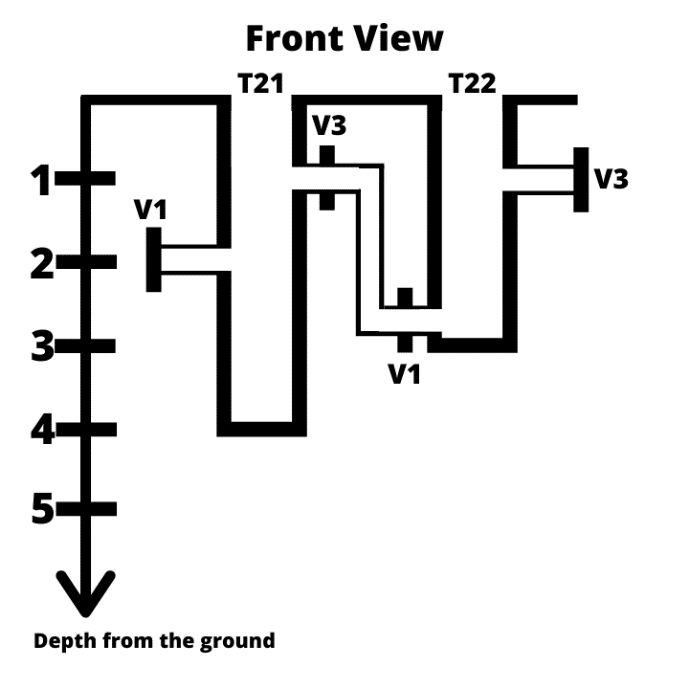 Front View
T21
T22
V3
1
V3
V1
2
3
V1
4
5
Depth from the ground